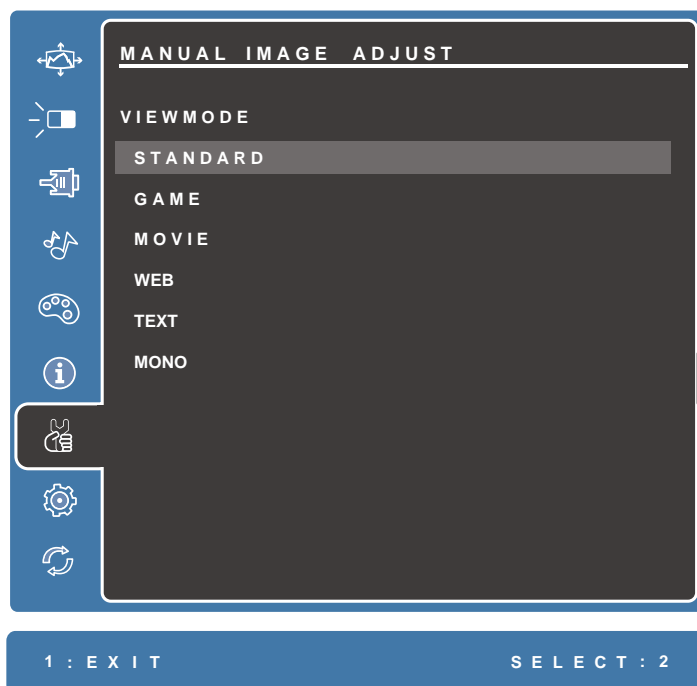 MANUAL IMAGE ADJUST
VIEWMODE
STANDARD
GAME
MOVIE
WEB
TEXT
MONO
1:EXIT SELECT:2